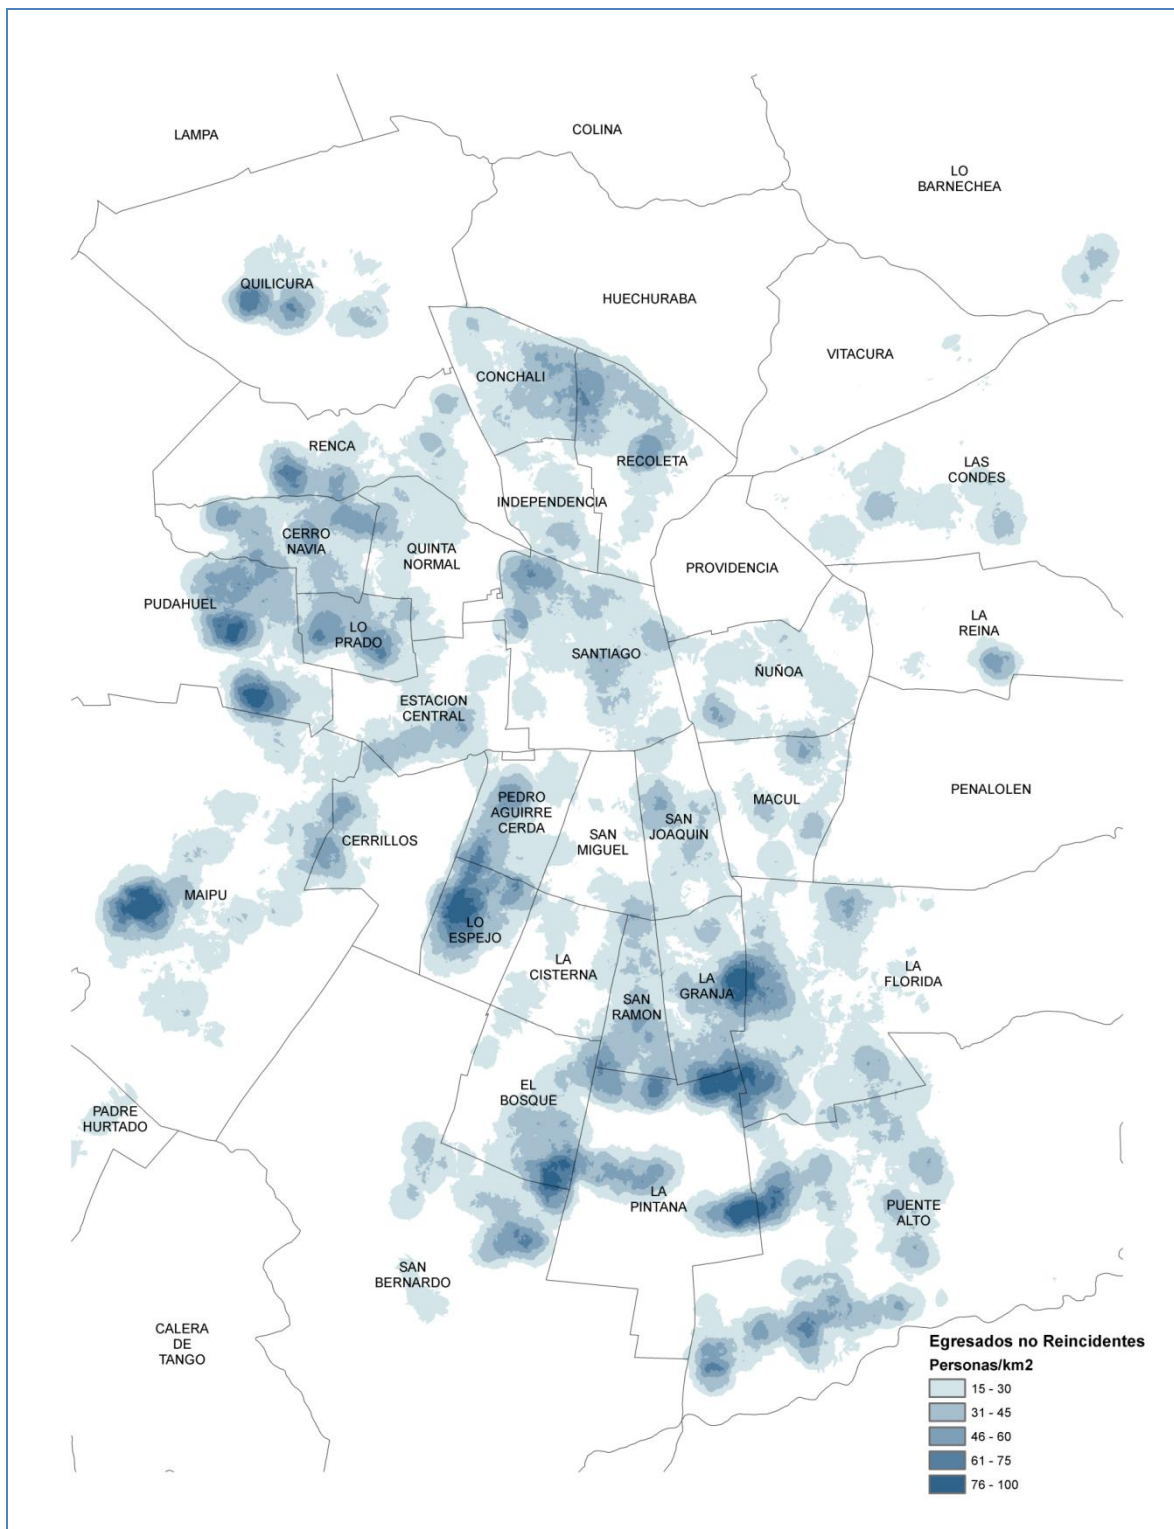 COLINA
LAMPA
LO
BARNECHEA
QUILICURA
HUECHURABA
VITACURA
CONCHALI
RENCA
RECOLETA
LAS
CONDES
INDEPENDENCIA
CERRO
NAVIA
QUINTA
NORMAL
PROVIDENCIA
PUDAHUEL
LO
PRADO
LA
REINA
SANTIAGO
ÑUÑOA
ESTACION
CENTRAL
PENALOLEN
PEDRO
AGUIRRE
CERDA
MACUL
SAN
JOAQUIN
SAN
MIGUEL
CERRILLOS
MAIPU
LO
ESPEJO
LA
CISTERNA
LA
FLORIDA
LA
GRANJA
SAN
RAMON
EL
BOSQUE
PADRE
HURTADO
LA
PINTANA
PUENTE
ALTO
SAN
BERNARDO
CALERA
DE
TANGO
Egresados no Reincidentes
Personas/km2
15 - 30
31 - 45
46 - 60
61 - 75
76 - 100